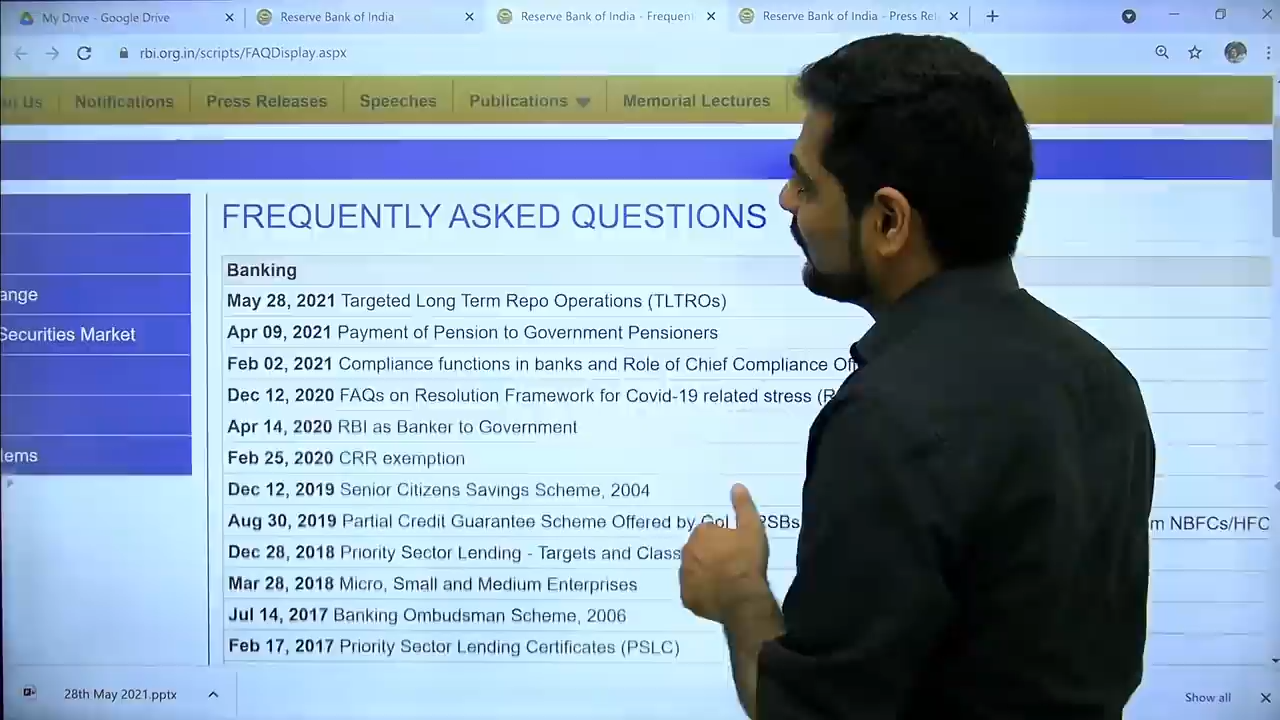 My Drive - Google Drive
Reserve Bank of India
Reserve Bank of India - Frequent
Reserve Bank of India - Press Rel
rbi.org.in/scripts/FAQDisplay.aspx
Us
Notifications
Press Releases
Speeches
Publications
Memorial Lectures
FREQUENTLY ASKED QUESTIONS
Banking
May 28, 2021 Targeted Long Term Repo Operations (TLTROs)
ange
Apr 09, 2021 Payment of Pension to Government Pensioners
Securities Market
Feb 02, 2021 Compliance functions in banks and Role of Chief Compliance Of
Dec 12, 2020 FAQs on Resolution Framework for Covid-19 related stress (R
Apr 14, 2020 RBI as Banker to Government
lems
Feb 25, 2020 CRR exemption
Dec 12, 2019 Senior Citizens Savings Scheme, 2004
Aug 30, 2019 Partial Credit Guarantee Scheme Offered by GoI PSBs m NBFCs/HFC
Dec 28, 2018 Priority Sector Lending - Targets and Class
Mar 28, 2018 Micro, Small and Medium Enterprises
Jul 14, 2017 Banking Ombudsman Scheme, 2006
Feb 17, 2017 Priority Sector Lending Certificates (PSLC)
28th May 2021.pptx
Show all